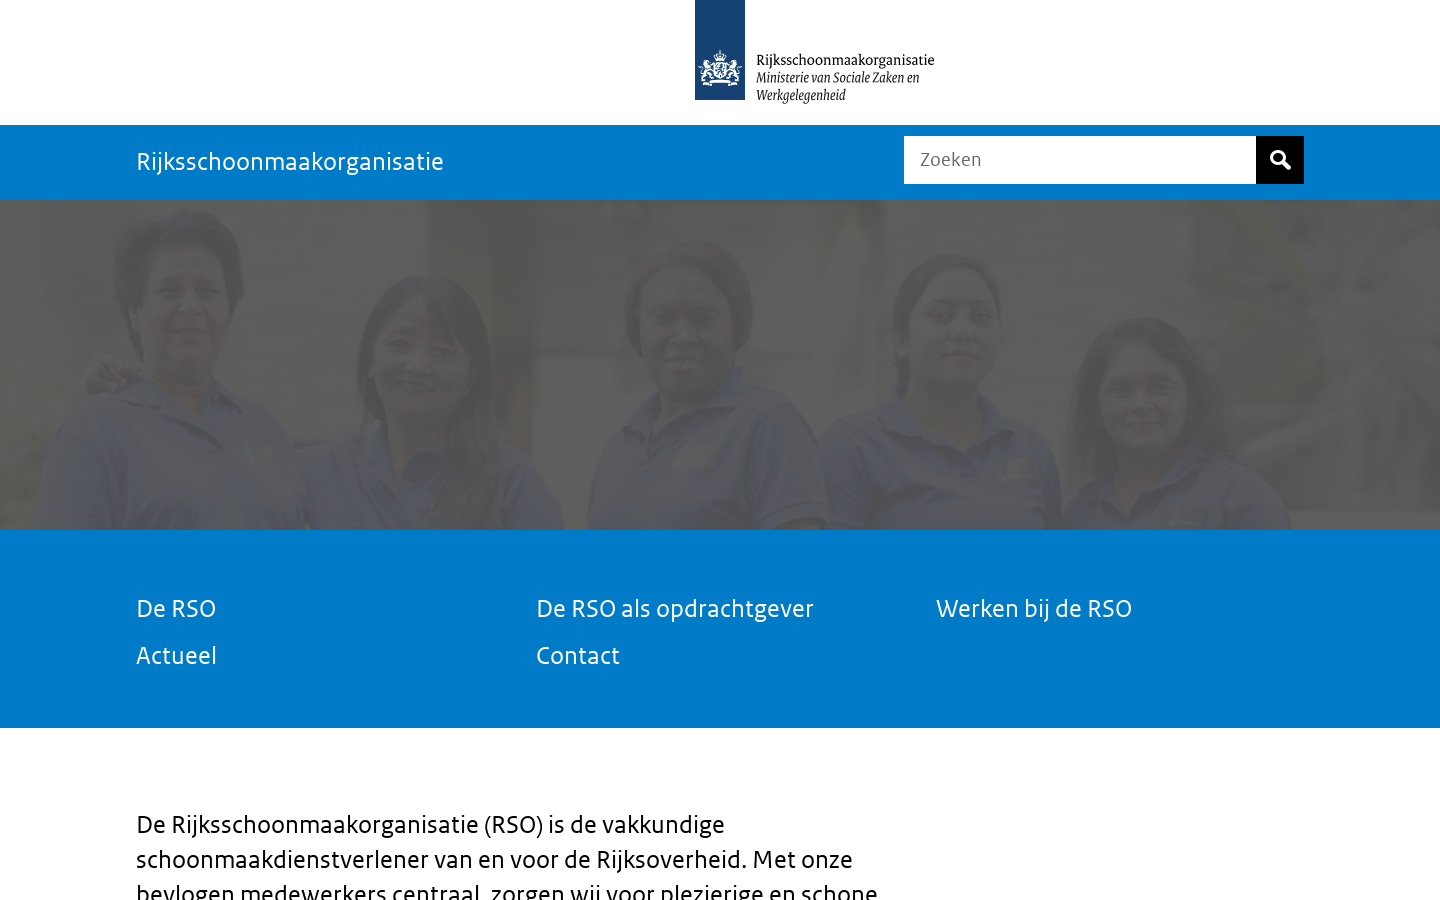 Rijksschoonmaakorganisatie
Ministerie van Sociale Zaken en
Werkgelegenheid
Rijksschoonmaakorganisatie
Zoeken
De RSO
De RSO als opdrachtgever
Werken bij de RSO
Actueel
Contact
De Rijksschoonmaakorganisatie (RSO) is de vakkundige
schoonmaakdienstverlener van en voor de Rijksoverheid. Met onze
bevlogen medewerkers centraal, zorgen wij voor plezierige en schone